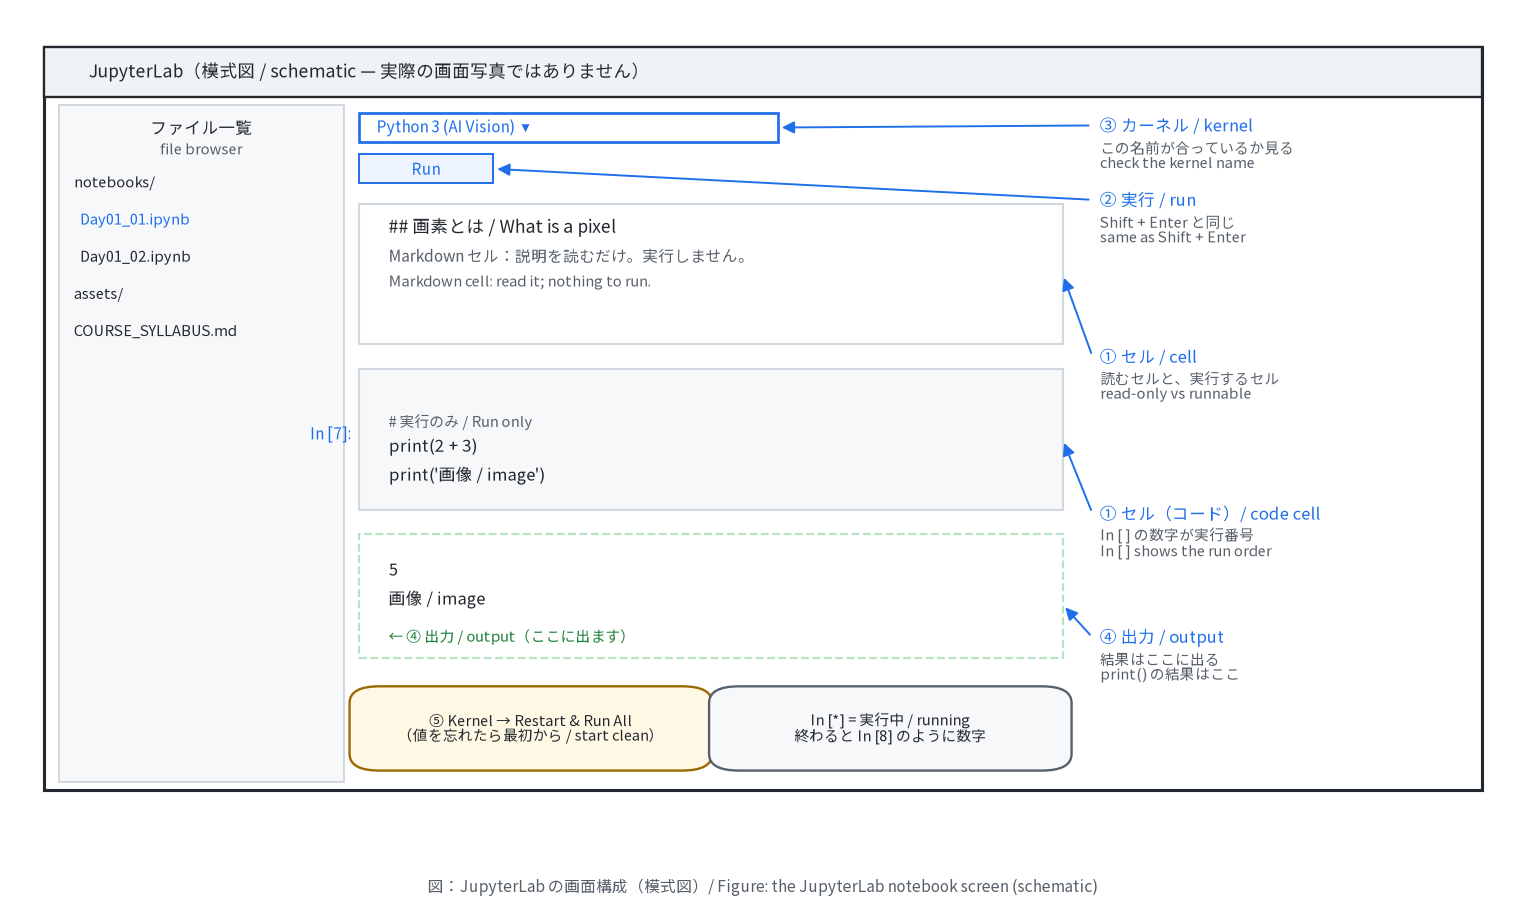 JupyterLab（模式図 / schematic — 実際の画面写真ではありません）
ファイル一覧
file browser
notebooks/
Day01_01.ipynb
Day01_02.ipynb
assets/
COURSE_SYLLABUS.md
Python 3 (AI Vision) ▾
Run
## 画素とは / What is a pixel
Markdown セル：説明を読むだけ。実行しません。
Markdown cell: read it; nothing to run.
In [7]:
# 実行のみ / Run only
print(2 + 3)
print('画像 / image')
5
画像 / image
← ④ 出力 / output（ここに出ます）
⑤ Kernel → Restart & Run All
（値を忘れたら最初から / start clean）
In [*] = 実行中 / running
終わると In [8] のように数字
③ カーネル / kernel
この名前が合っているか見る
check the kernel name
② 実行 / run
Shift + Enter と同じ
same as Shift + Enter
① セル / cell
読むセルと、実行するセル
read-only vs runnable
① セル（コード）/ code cell
In [ ] の数字が実行番号
In [ ] shows the run order
④ 出力 / output
結果はここに出る
print() の結果はここ
図：JupyterLab の画面構成（模式図）/ Figure: the JupyterLab notebook screen (schematic)